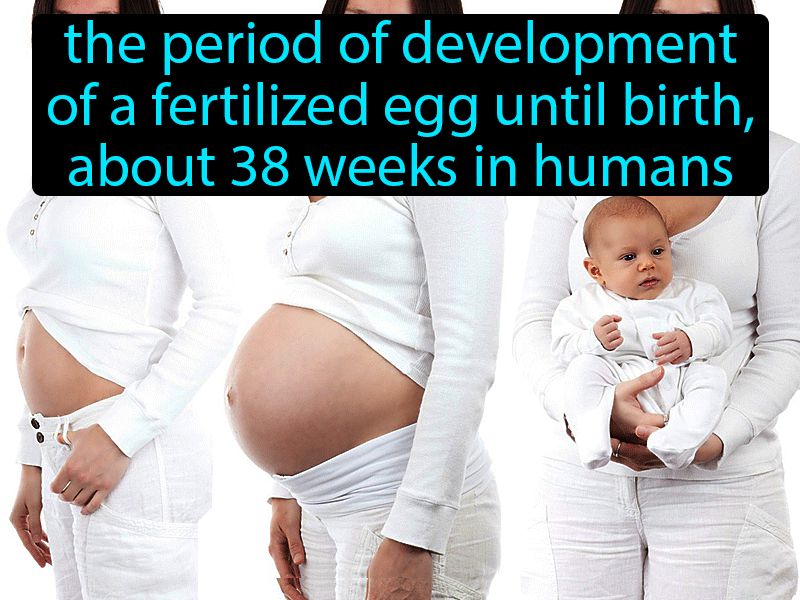 the period of development
of a fertilized egg until birth,
about 38 weeks in humans